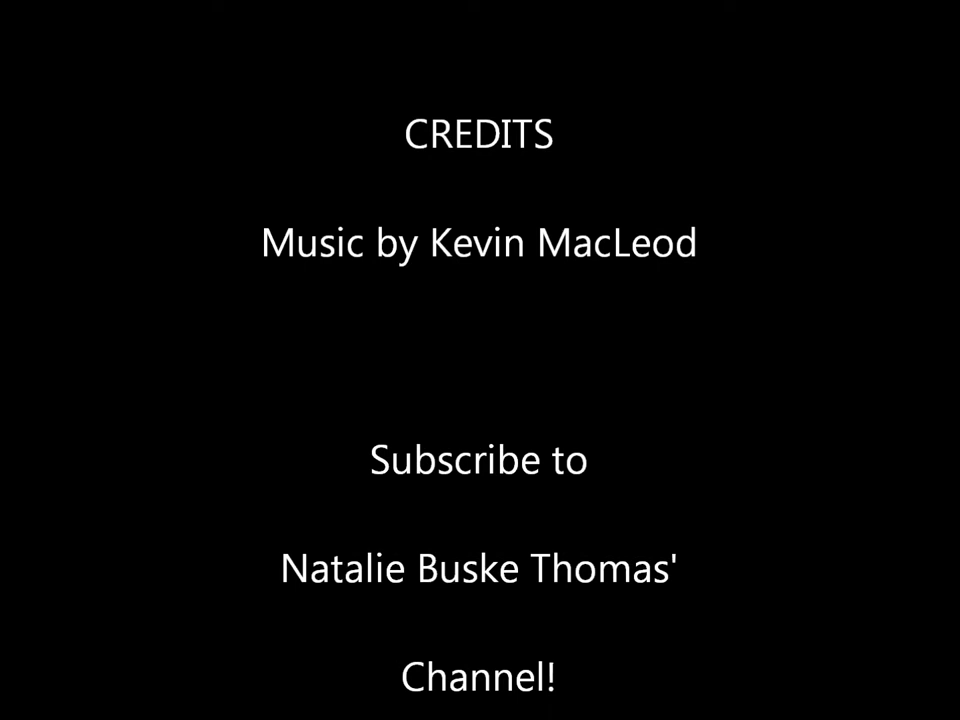 CREDITS
Music by Kevin MacLeod
Subscribe to
Natalie Buske Thomas'
Channel!